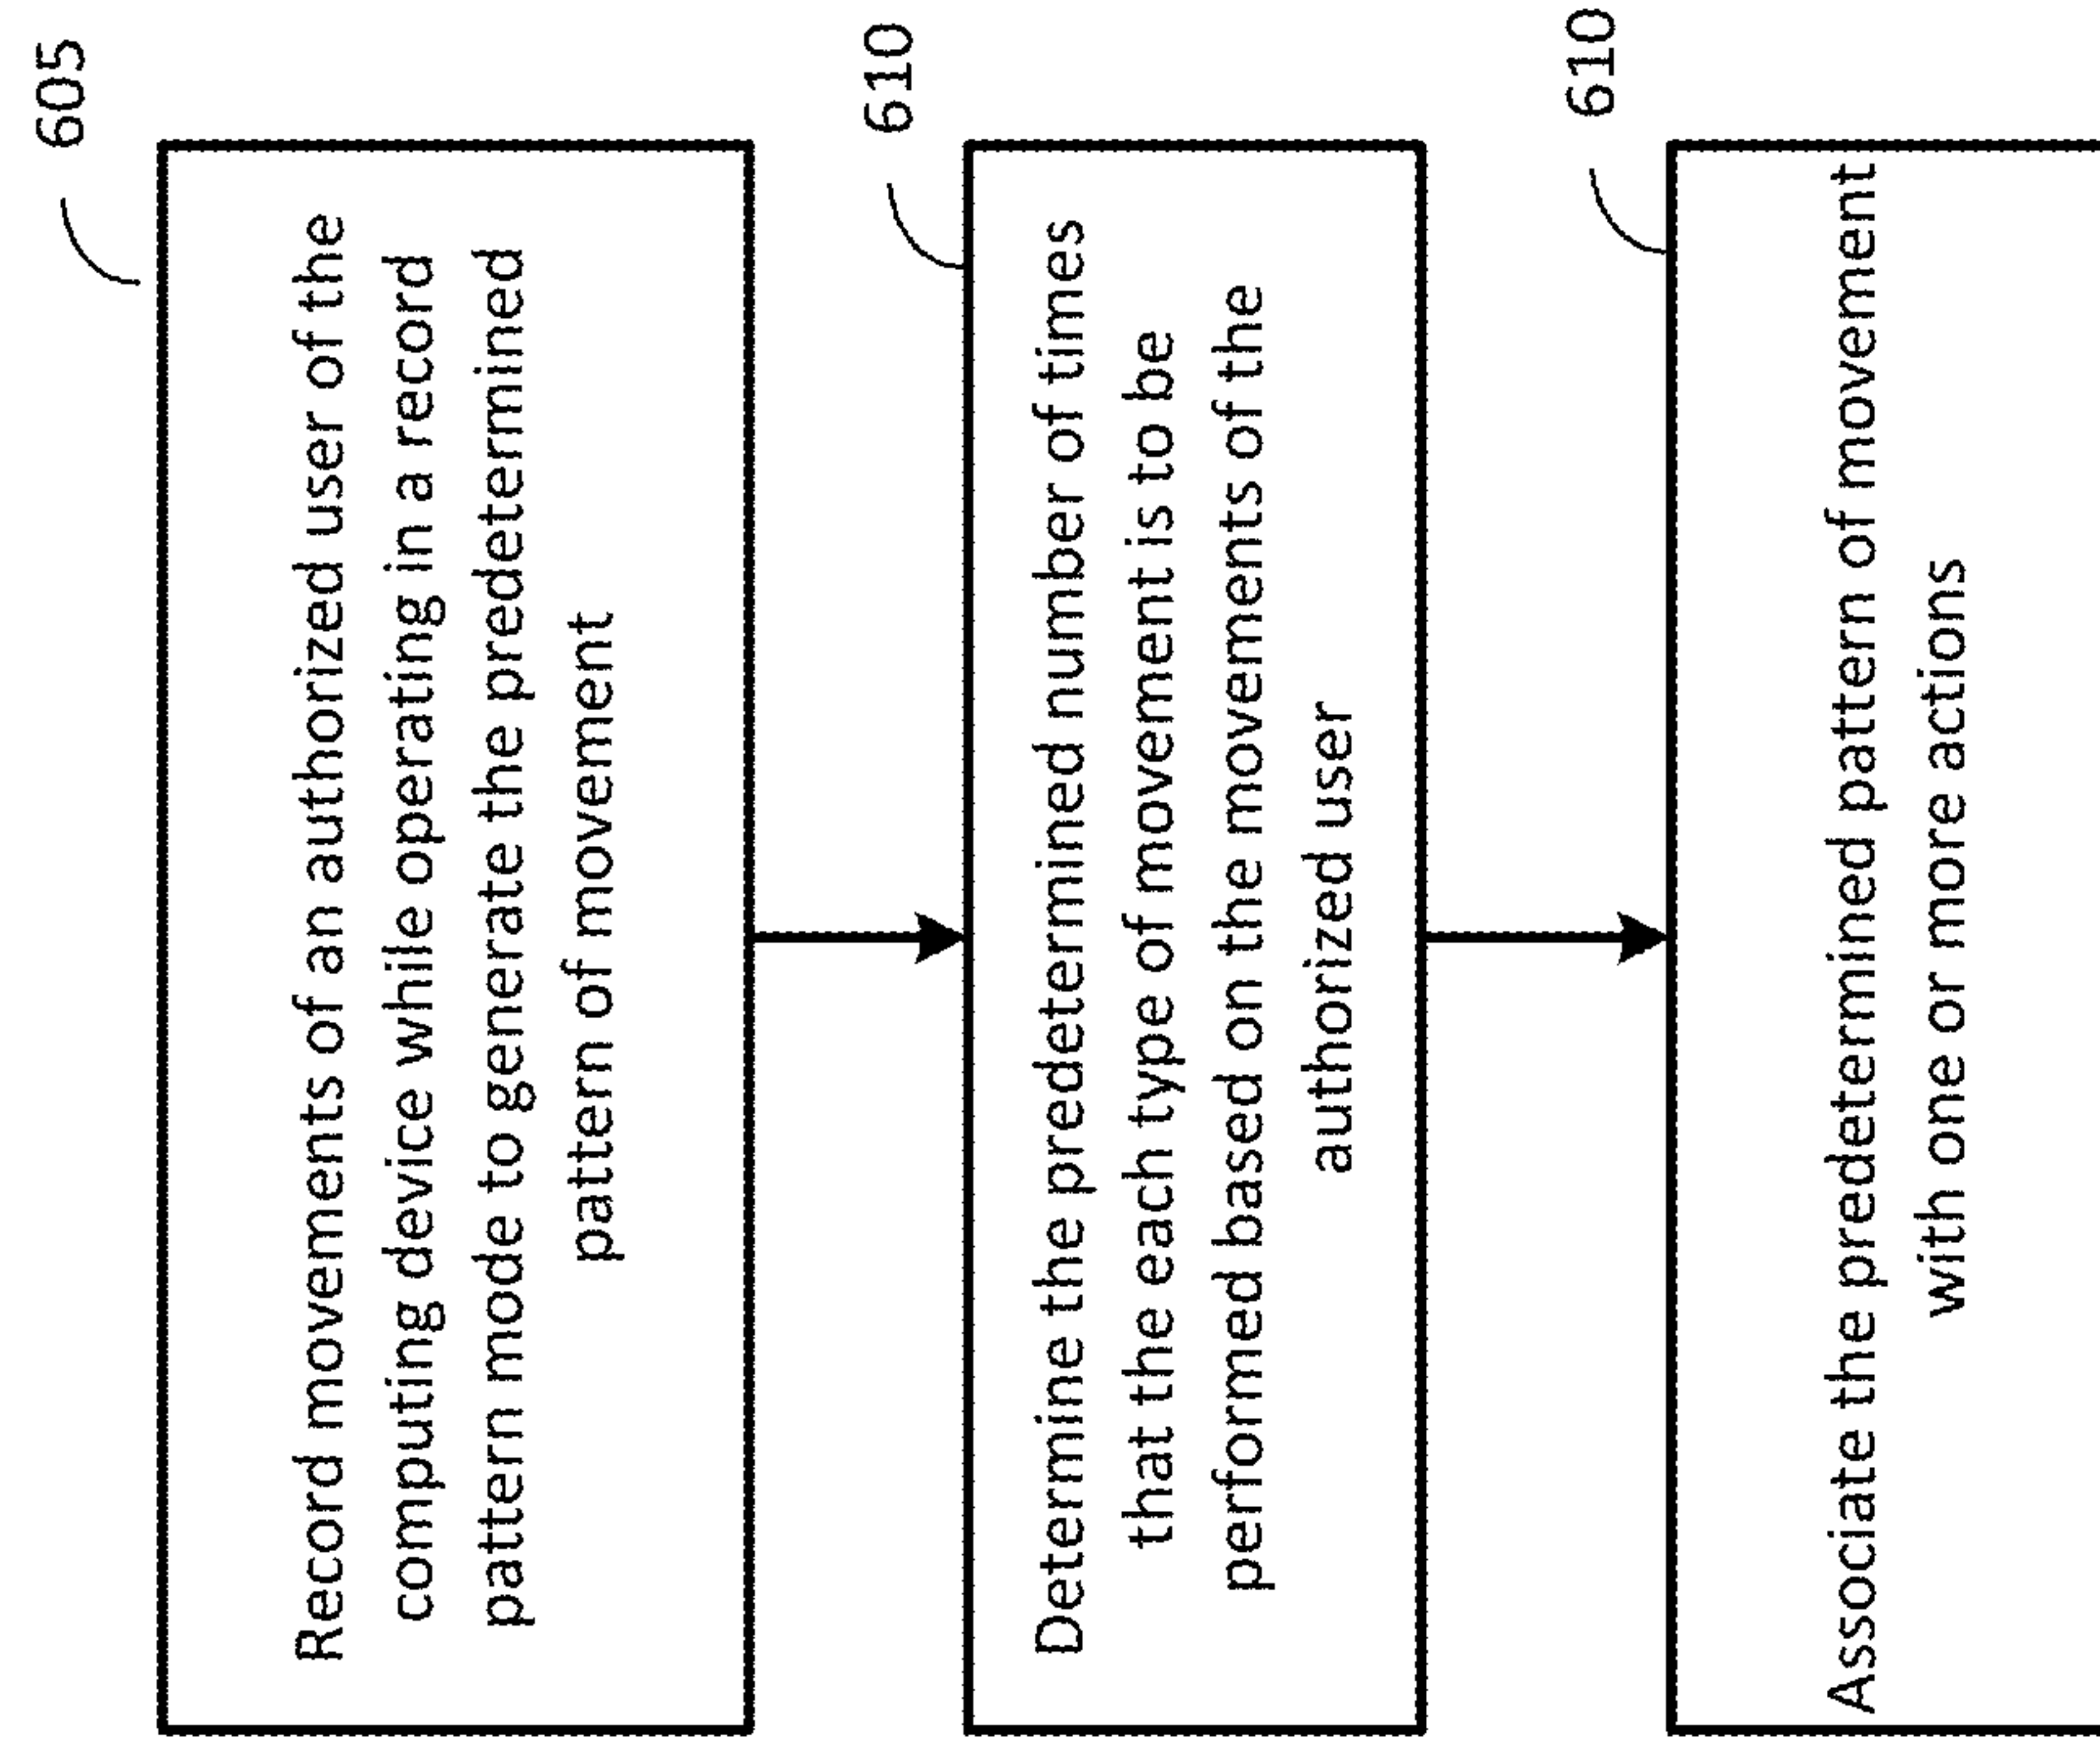 605
Record movements of an authorized user of the
computing device while operating in a record
pattern mode to generate the predetermined
pattern of movement
610
Determine the predetermined number of times
that the each type of movement is to be
performed based on the movements of the
authorized user
610
Associate the predetermined pattern of movement
with one or more actions